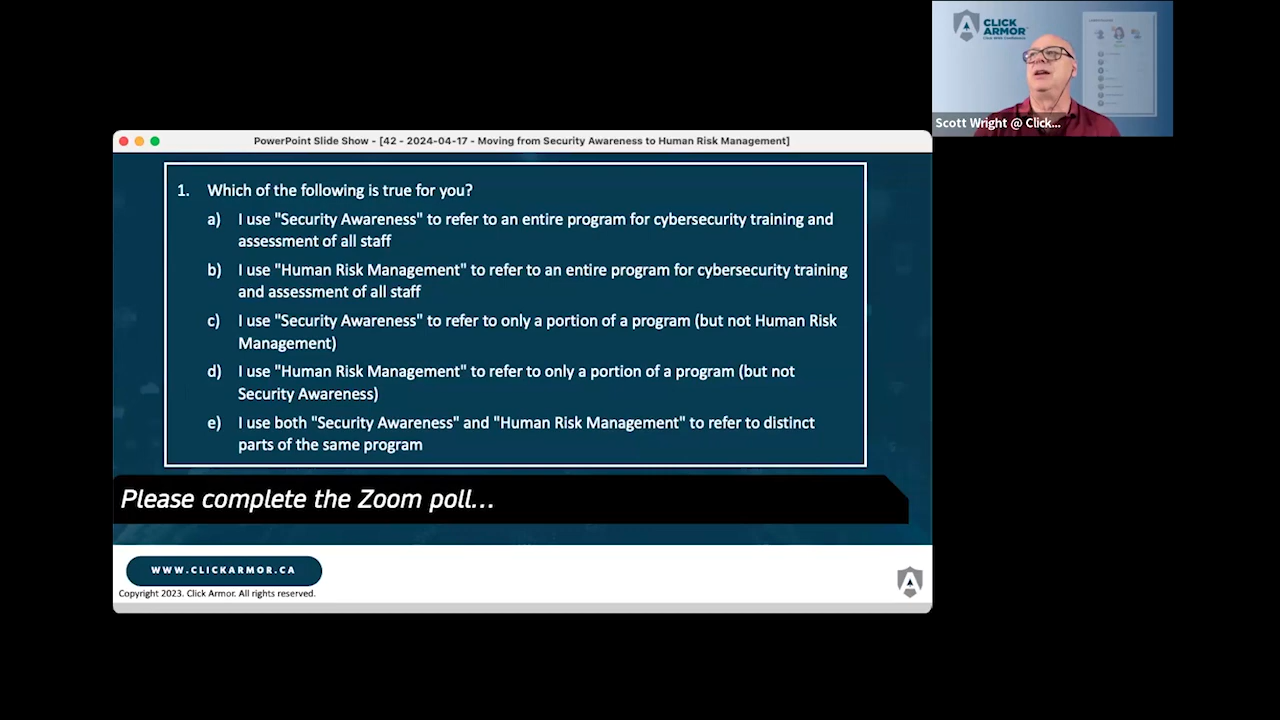 CLICK
ARMOR
Scott Wright @ Click...
PowerPoint Slide Show - [42 - 2024-04-17 - Moving from Security Awareness to Human Risk Management]
1. Which of the following is true for you?
a) I use "Security Awareness" to refer to an entire program for cybersecurity training and
assessment of all staff
b) I use "Human Risk Management" to refer to an entire program for cybersecurity training
and assessment of all staff
c) I use "Security Awareness" to refer to only a portion of a program (but not Human Risk
Management)
d) I use "Human Risk Management" to refer to only a portion of a program (but not
Security Awareness)
e) I use both "Security Awareness" and "Human Risk Management" to refer to distinct
parts of the same program
Please complete the Zoom poll...
WWW.CLICKARMOR.CA
Copyright 2023. Click Armor. All rights reserved.